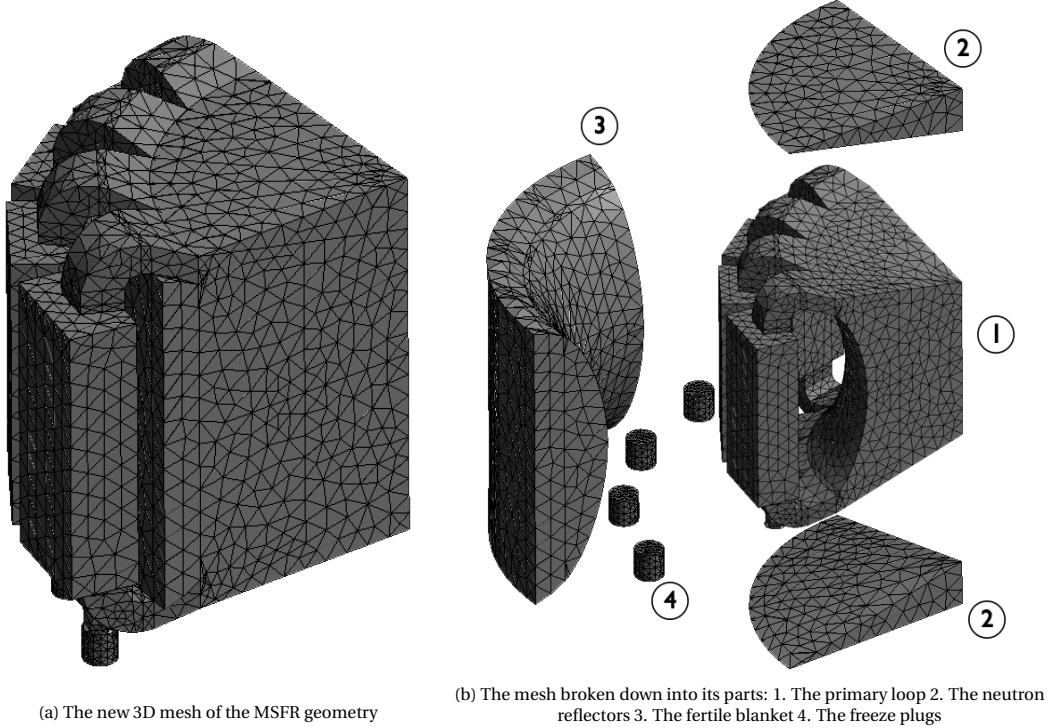 2
3
1
4
2
(a) The new 3D mesh of the MSFR geometry
(b) The mesh broken down into its parts: 1. The primary loop 2. The neutron
reflectors 3. The fertile blanket 4. The freeze plugs